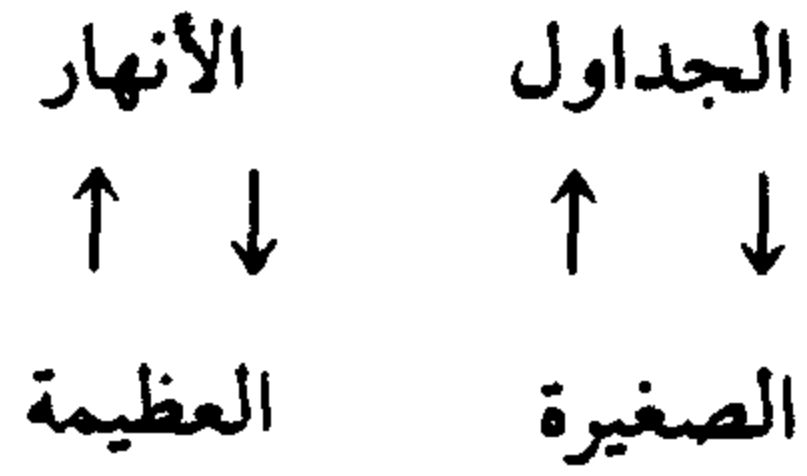 الجداول الأنهار
↓ ↑ ↓ ↑
الصغيرة العظيمة